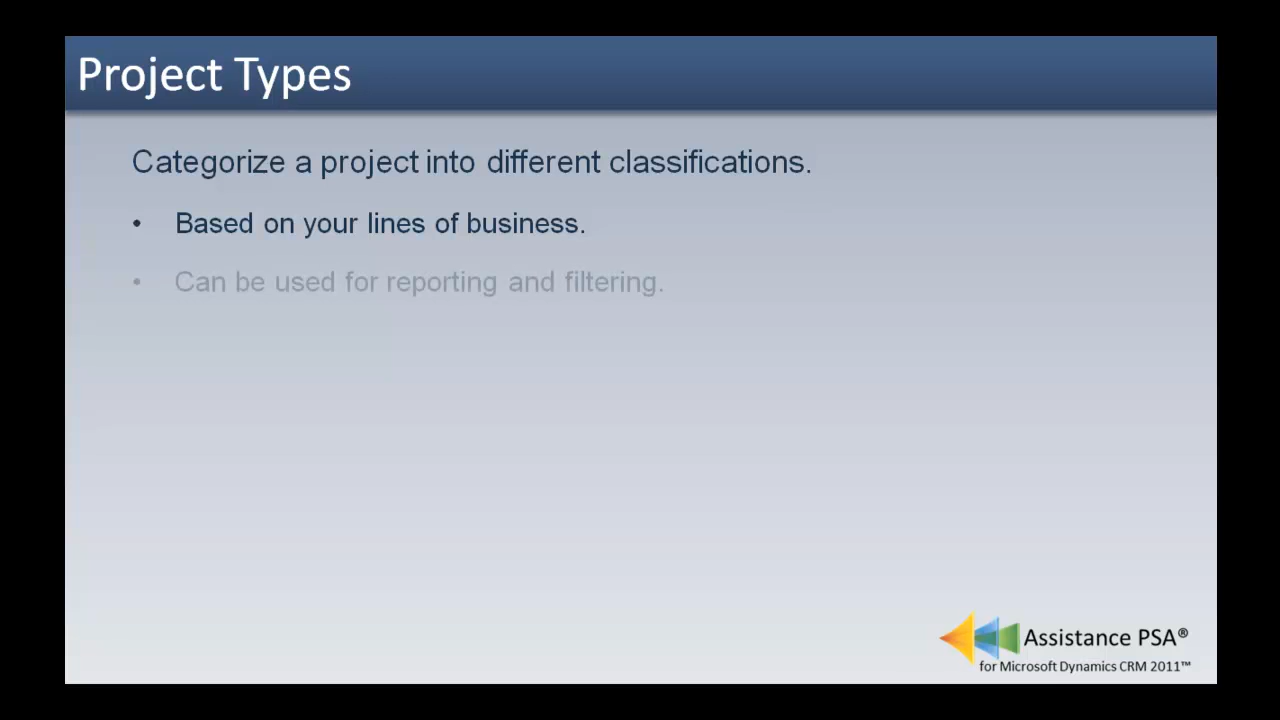 Project Types
Categorize a project into different classifications.
• Based on your lines of business.
• Can be used for reporting and filtering.
Assistance PSA®
for Microsoft Dynamics CRM 2011™